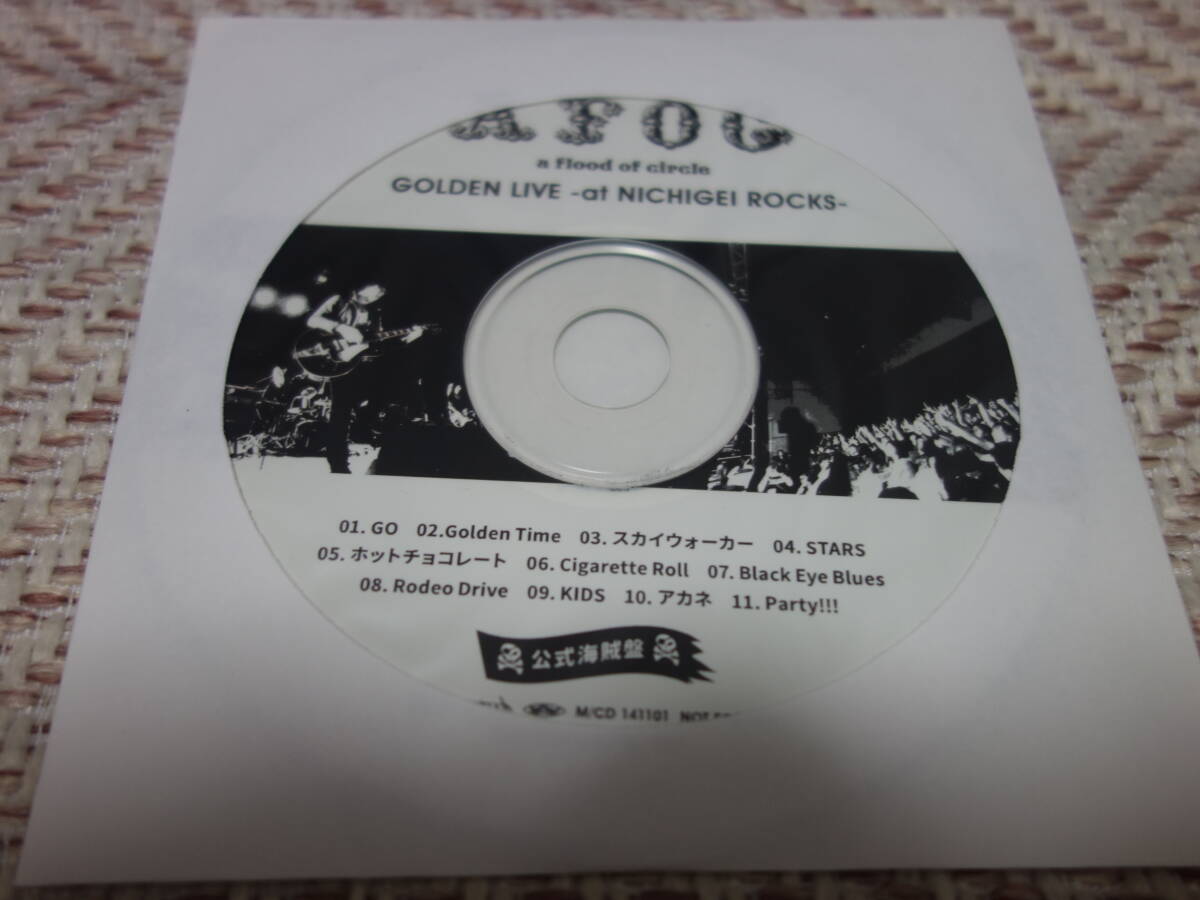 AFOC
a flood of circle
GOLDEN LIVE -at NICHIGEI ROCKS-
01. GO 02.Golden Time 03. スカイウォーカー 04. STARS
05. ホットチョコレート 06. Cigarette Roll 07. Black Eye Blues
08. Rodeo Drive 09. KIDS 10. アカネ 11. Party!!!
公式海賊盤
M/CD 141101 NOT